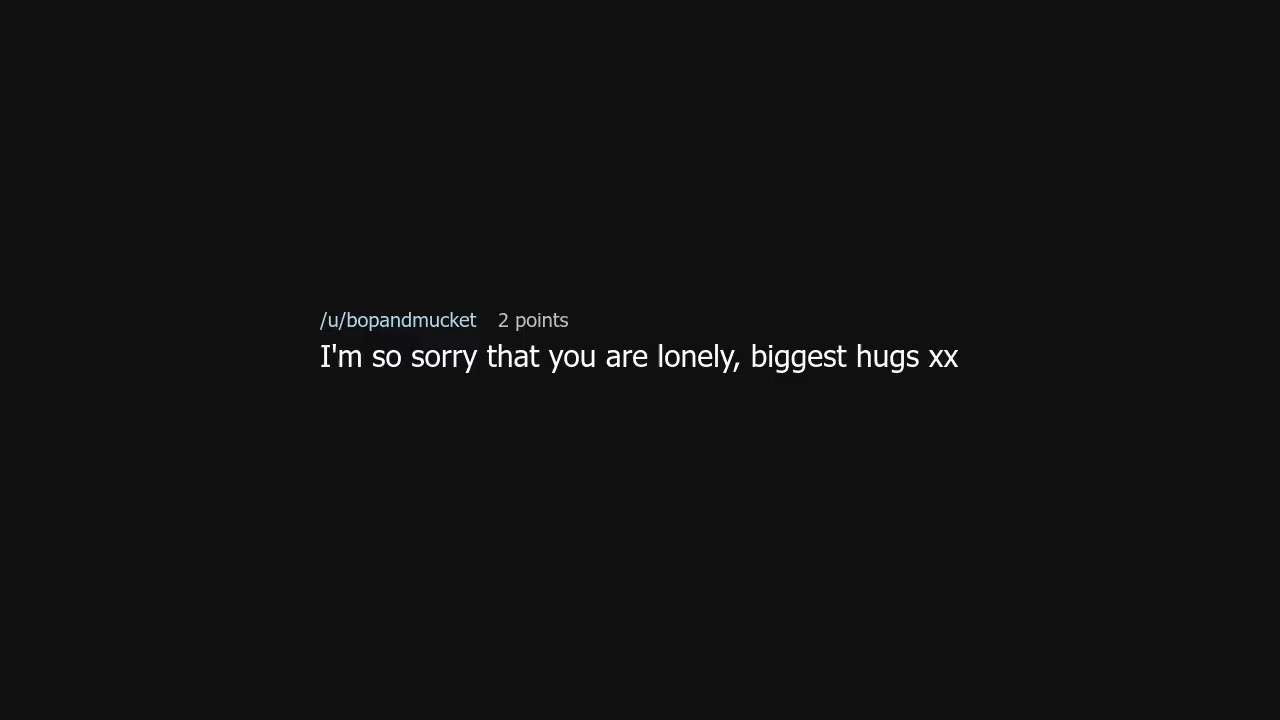 /u/bopandmucket 2 points
I'm so sorry that you are lonely, biggest hugs xx